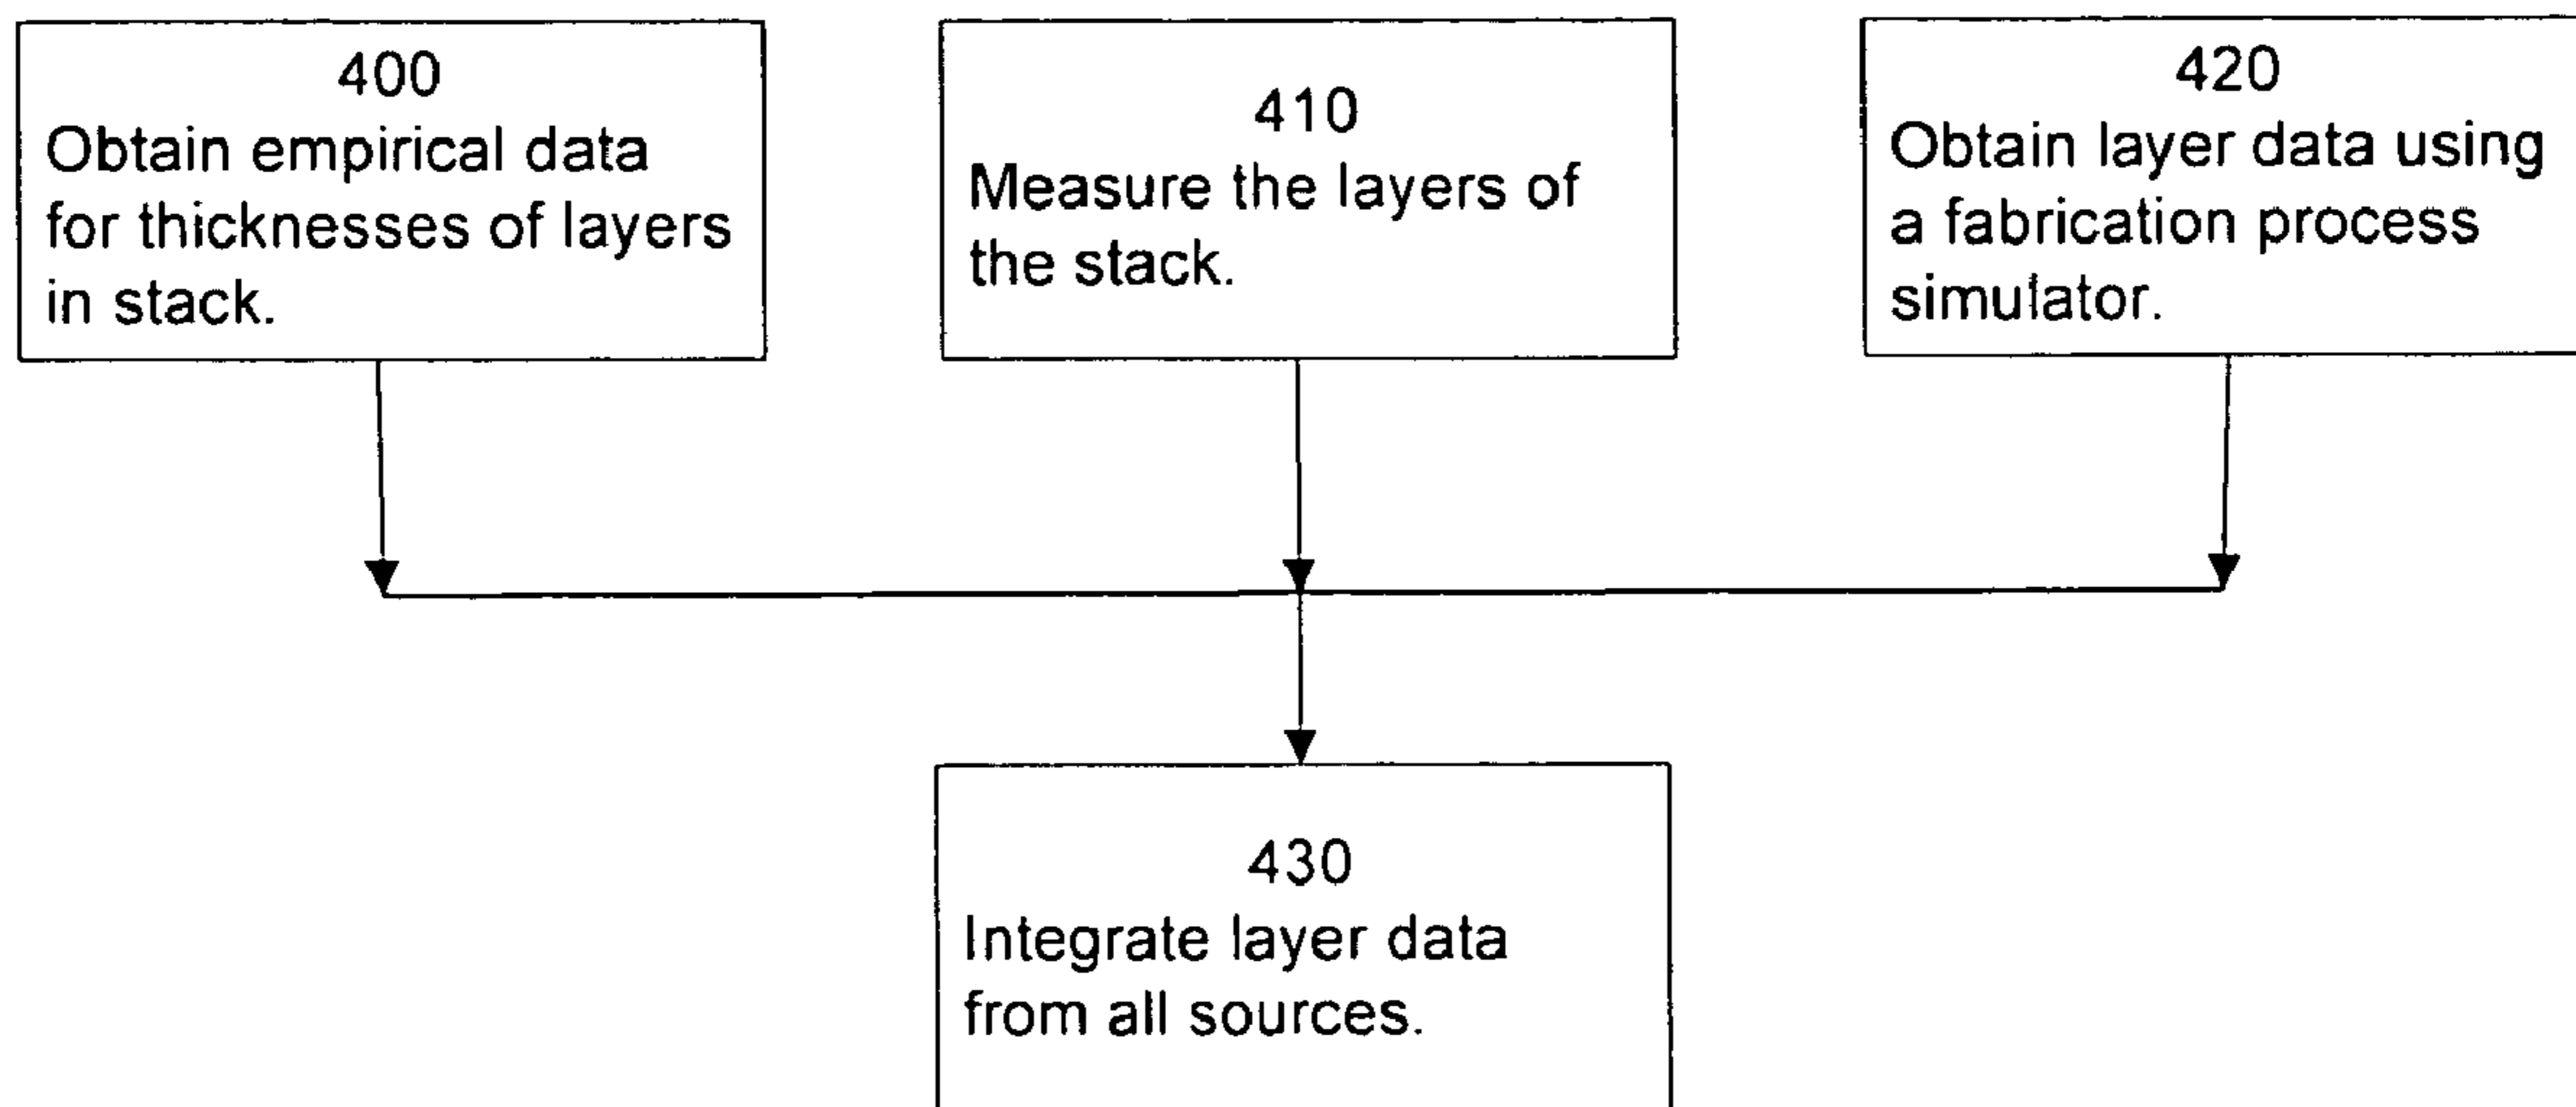 400
Obtain empirical data
for thicknesses of layers
in stack.
410
Measure the layers of
the stack.
420
Obtain layer data using
a fabrication process
simulator.
430
Integrate layer data
from all sources.